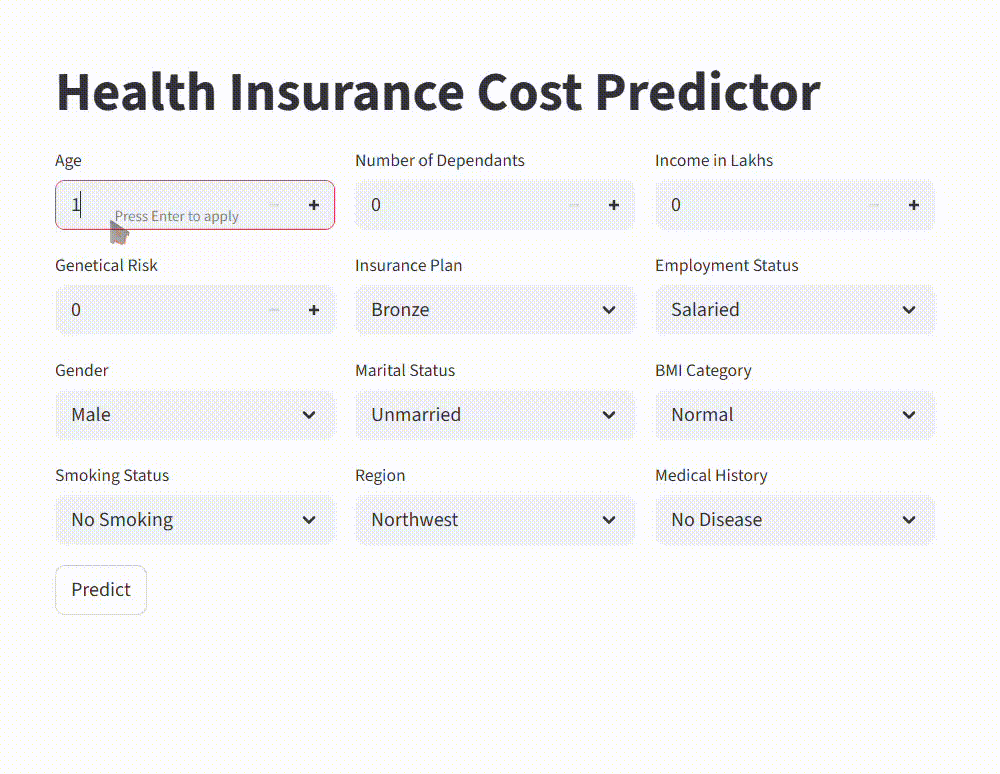 Health Insurance Cost Predictor
Age
Number of Dependants
Income in Lakhs
1
Press Enter to apply
0
0
Genetical Risk
Insurance Plan
Employment Status
0
Bronze
Salaried
Gender
Marital Status
BMI Category
Male
Unmarried
Normal
Smoking Status
Region
Medical History
No Smoking
Northwest
No Disease
Predict